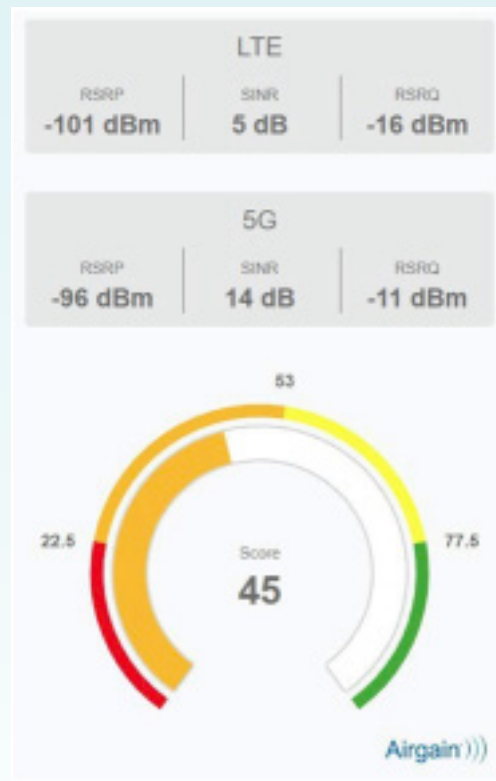 LTE
RSRP SINR RSRQ
-101 dBm 5 dB -16 dBm
5G
RSRP SINR RSRQ
-96 dBm 14 dB -11 dBm
53
22.5 77.5
Score
45
Airgain